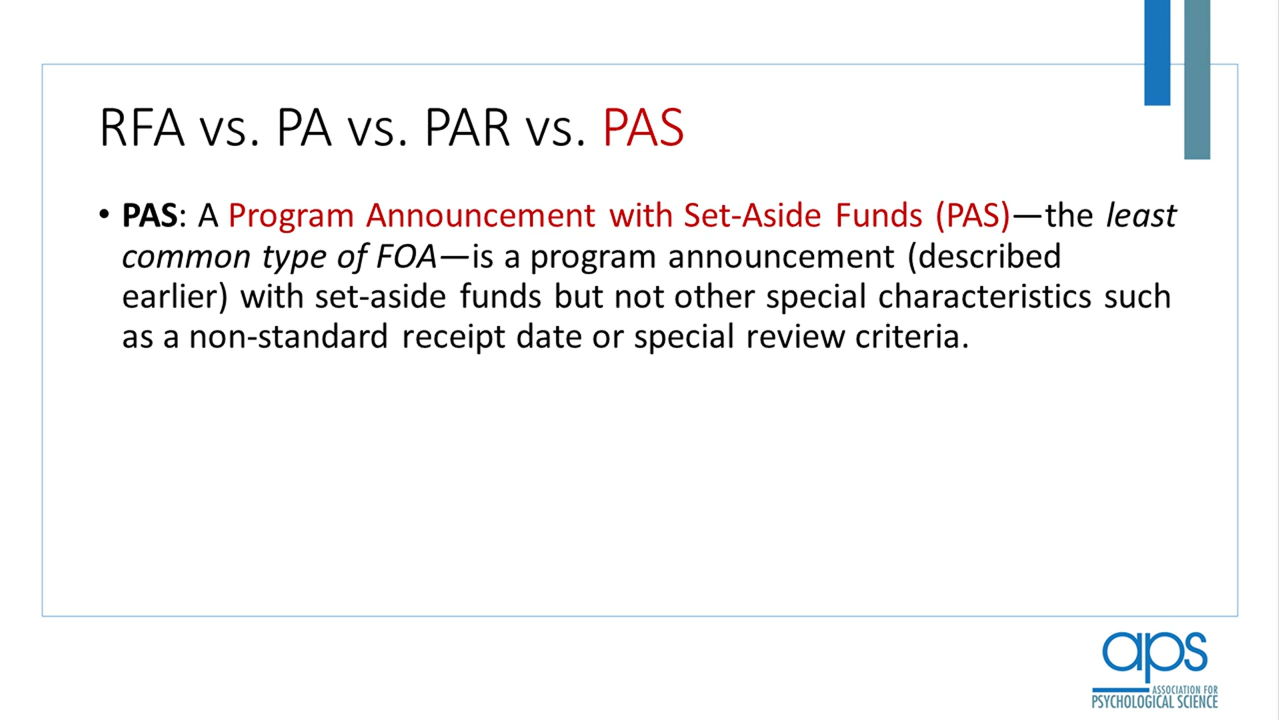 RFA vs. PA vs. PAR vs. PAS
• PAS: A Program Announcement with Set-Aside Funds (PAS)—the least
common type of FOA—is a program announcement (described
earlier) with set-aside funds but not other special characteristics such
as a non-standard receipt date or special review criteria.
aps
ASSOCIATION FOR
PSYCHOLOGICAL SCIENCE